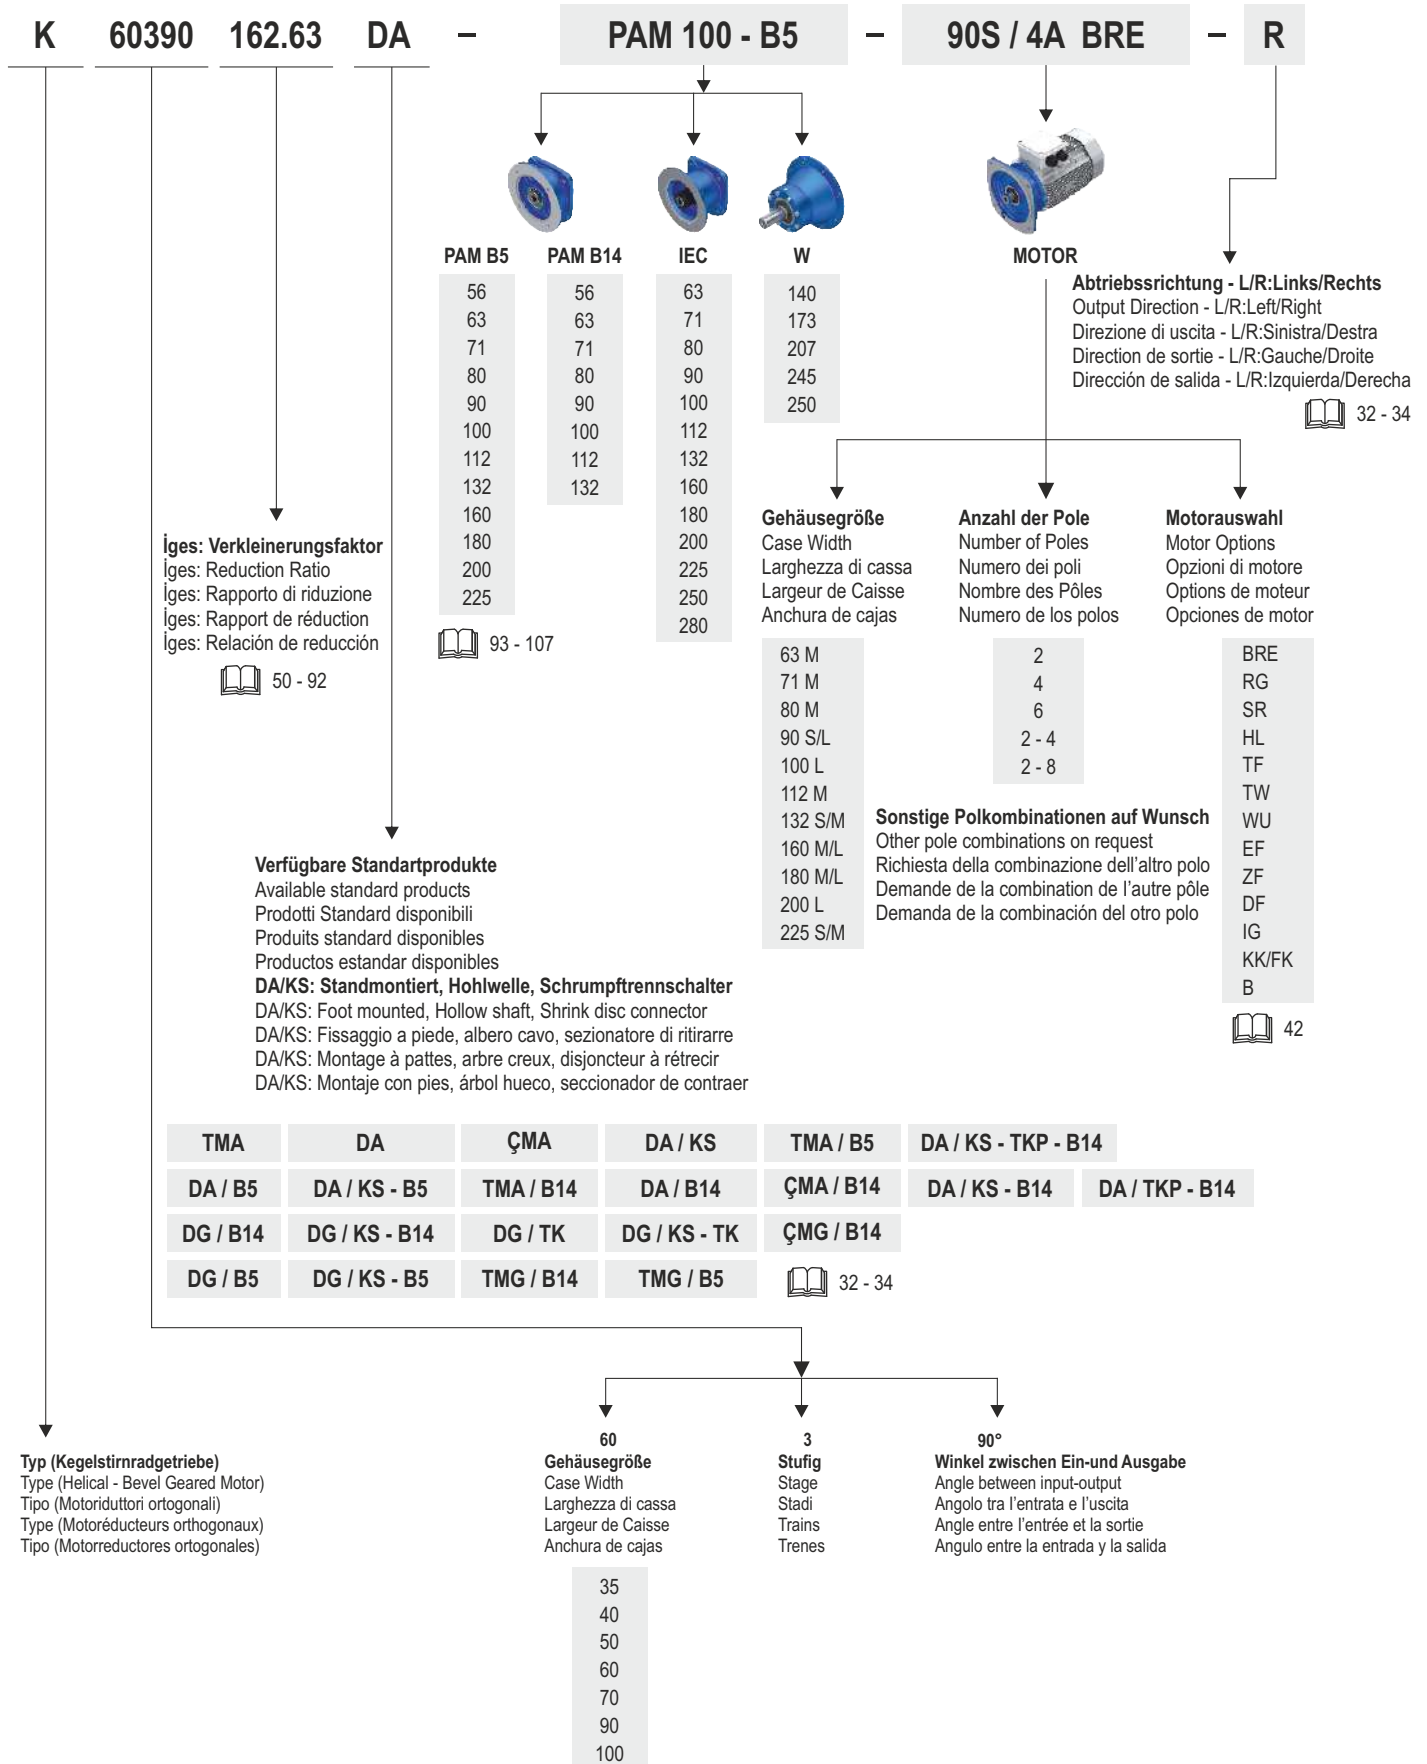 K 60390 162.63 DA - PAM 100 - B5 - 90S / 4A BRE - R
PAM B5 PAM B14 IEC W MOTOR
56 56 63 140
63 63 71 173
71 71 80 207
80 80 90 245
90 90 100 250
100 100 112
112 112 132
132 132 160
160 180
180 200
200 225
225 250
280
93 - 107
Abtriebssrichtung - L/R:Links/Rechts
Output Direction - L/R:Left/Right
Direzione di uscita - L/R:Sinistra/Destra
Direction de sortie - L/R:Gauche/Droite
Dirección de salida - L/R:Izquierda/Derecha
32 - 34
İges: Verkleinerungsfaktor
İges: Reduction Ratio
İges: Rapporto di riduzione
İges: Rapport de réduction
İges: Relación de reducción
50 - 92
Gehäusegröße
Case Width
Larghezza di cassa
Largeur de Caisse
Anchura de cajas
63 M
71 M
80 M
90 S/L
100 L
112 M
132 S/M
160 M/L
180 M/L
200 L
225 S/M
Anzahl der Pole
Number of Poles
Numero dei poli
Nombre des Pôles
Numero de los polos
2
4
6
2 - 4
2 - 8
Sonstige Polkombinationen auf Wunsch
Other pole combinations on request
Richiesta della combinazione dell’altro polo
Demande de la combination de l’autre pôle
Demanda de la combinación del otro polo
Motorauswahl
Motor Options
Opzioni di motore
Options de moteur
Opciones de motor
BRE
RG
SR
HL
TF
TW
WU
EF
ZF
DF
IG
KK/FK
B
42
Verfügbare Standartprodukte
Available standard products
Prodotti Standard disponibili
Produits standard disponibles
Productos estandar disponibles
DA/KS: Standmontiert, Hohlwelle, Schrumpftrennschalter
DA/KS: Foot mounted, Hollow shaft, Shrink disc connector
DA/KS: Fissaggio a piede, albero cavo, sezionatore di ritirarre
DA/KS: Montage à pattes, arbre creux, disjoncteur à rétrecir
DA/KS: Montaje con pies, árbol hueco, seccionador de contraer
TMA DA ÇMA DA / KS TMA / B5 DA / KS - TKP - B14
DA / B5 DA / KS - B5 TMA / B14 DA / B14 ÇMA / B14 DA / KS - B14 DA / TKP - B14
DG / B14 DG / KS - B14 DG / TK DG / KS - TK ÇMG / B14
DG / B5 DG / KS - B5 TMG / B14 TMG / B5 32 - 34
Typ (Kegelstirnradgetriebe)
Type (Helical - Bevel Geared Motor)
Tipo (Motoriduttori ortogonali)
Type (Motoréducteurs orthogonaux)
Tipo (Motorreductores ortogonales)
60
Gehäusegröße
Case Width
Larghezza di cassa
Largeur de Caisse
Anchura de cajas
35
40
50
60
70
90
100
3
Stufig
Stage
Stadi
Trains
Trenes
90°
Winkel zwischen Ein-und Ausgabe
Angle between input-output
Angolo tra l’entrata e l’uscita
Angle entre l’entrée et la sortie
Angulo entre la entrada y la salida